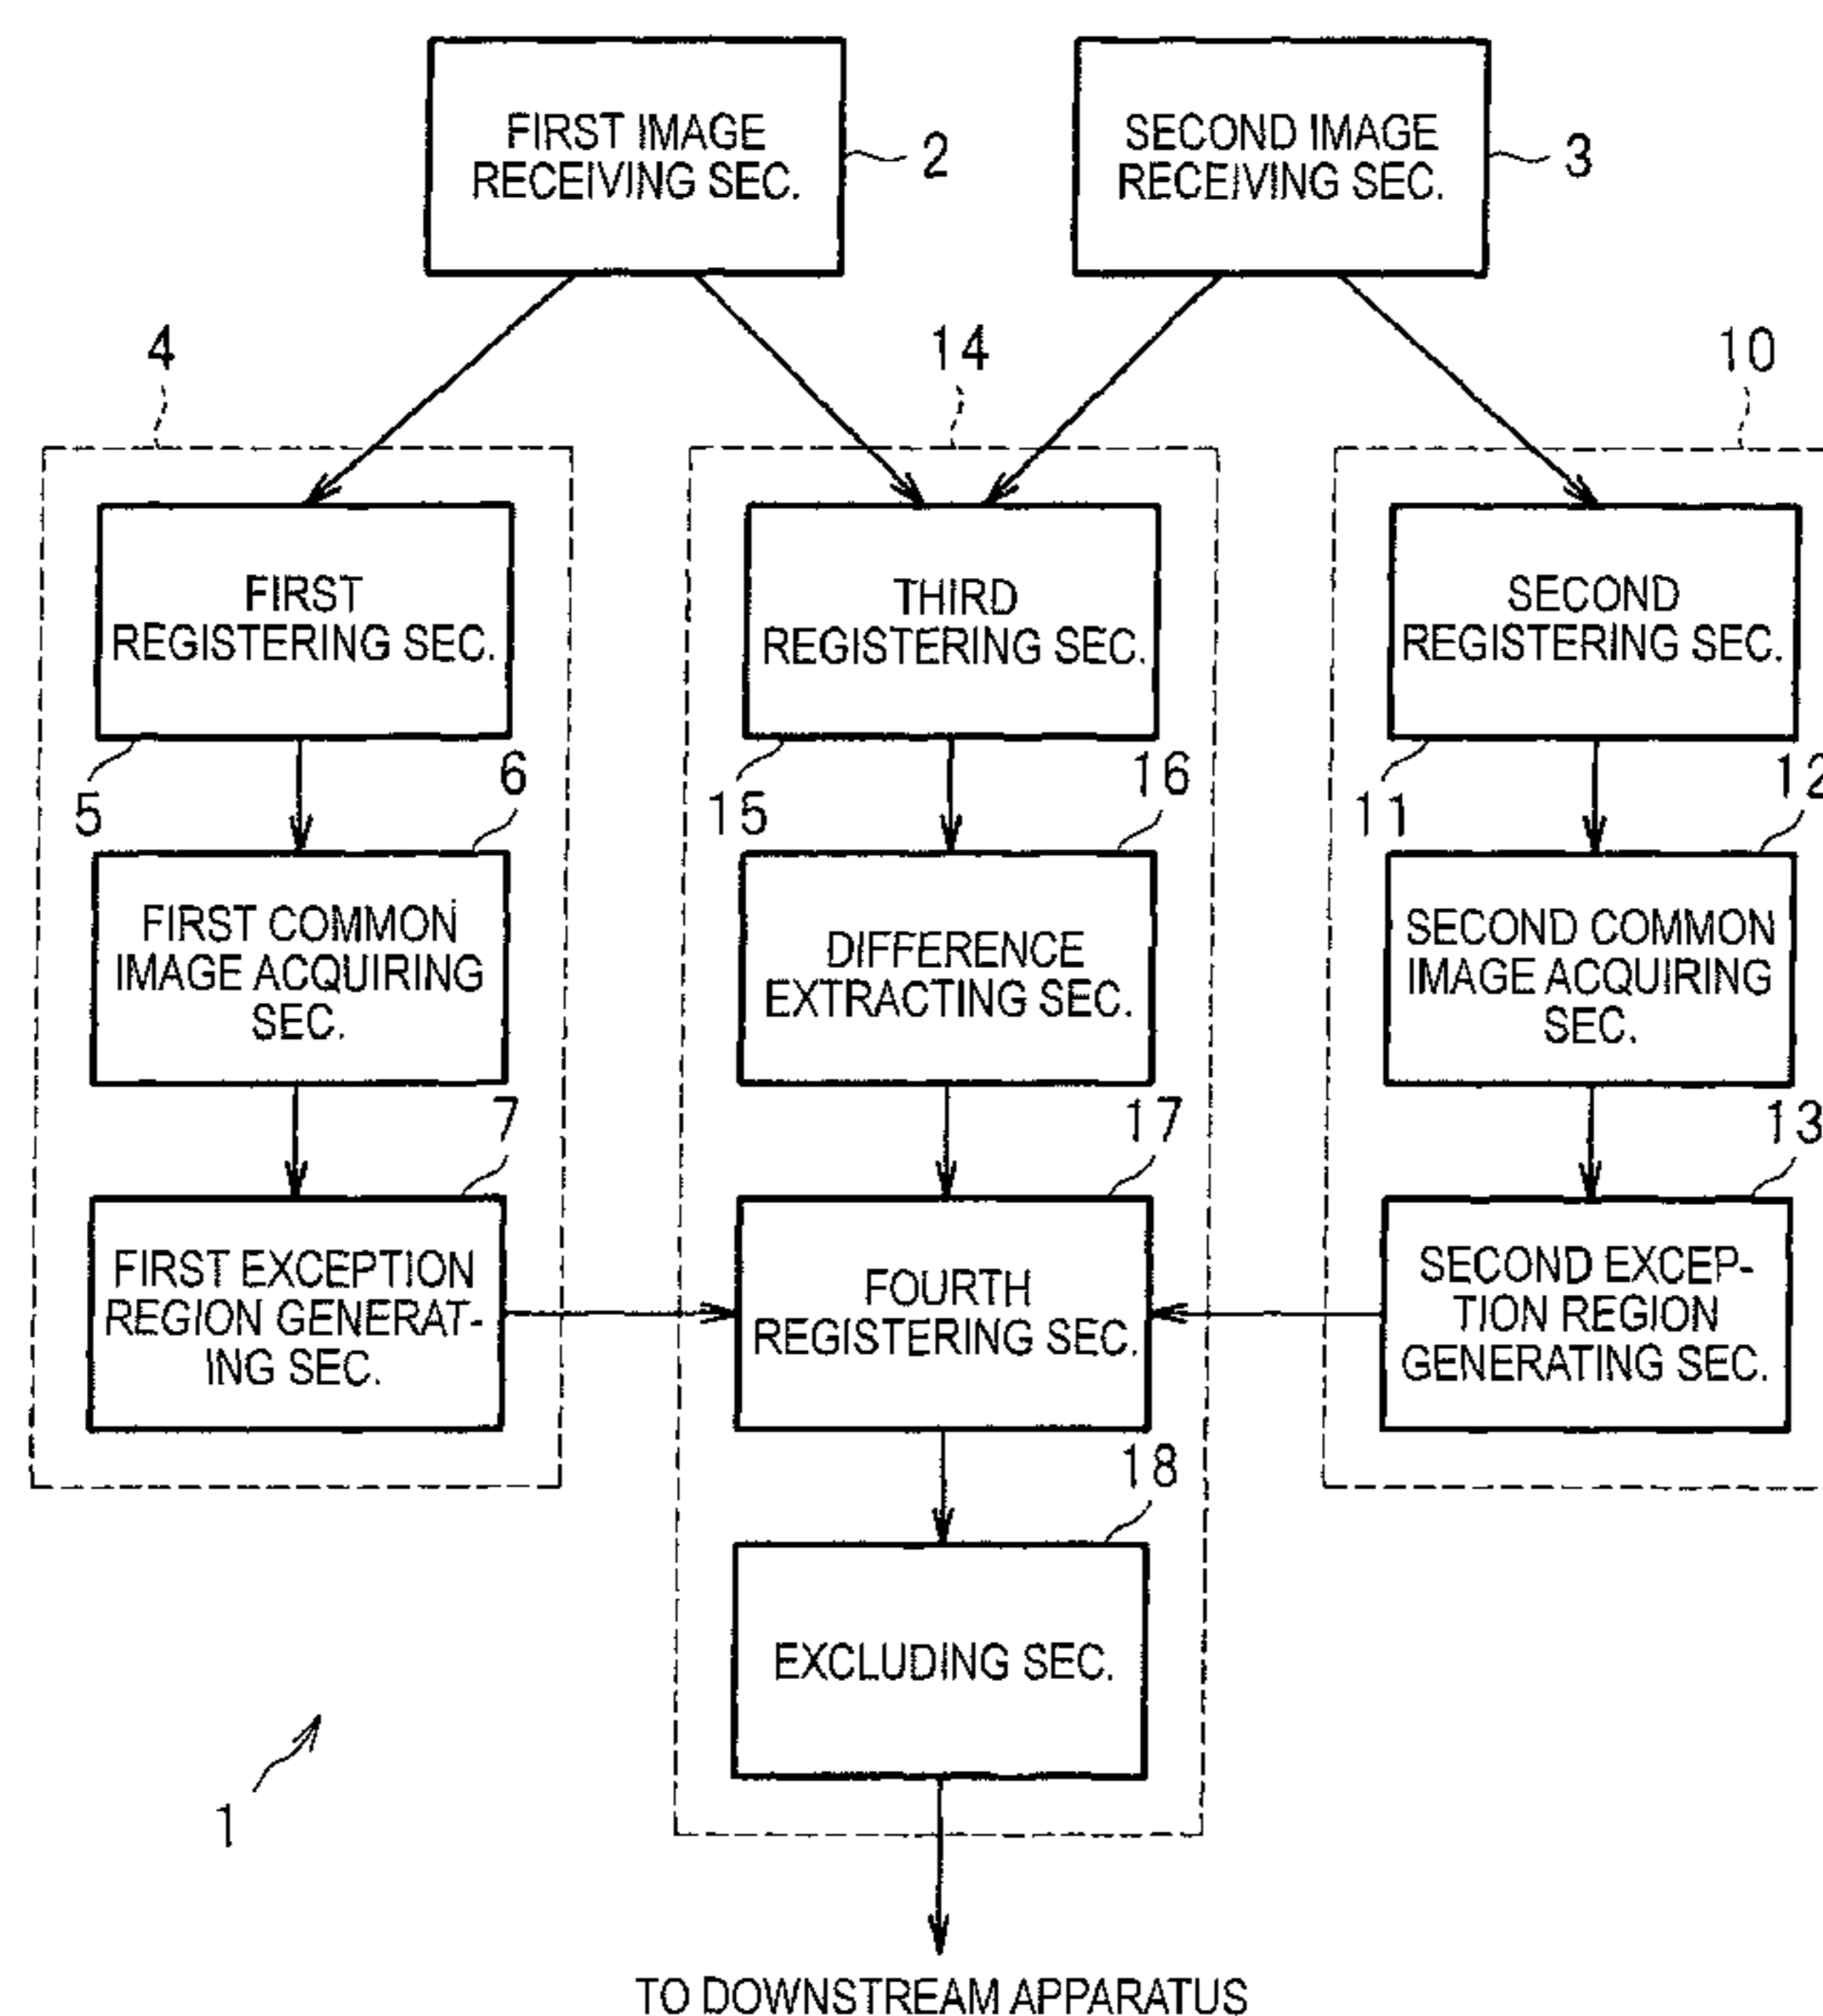 FIRST IMAGE
RECEIVING SEC.
2
SECOND IMAGE
RECEIVING SEC.
3
4
14
10
FIRST
REGISTERING SEC.
THIRD
REGISTERING SEC.
SECOND
REGISTERING SEC.
5
6
15
16
11
12
FIRST COMMON
IMAGE ACQUIRING
SEC.
DIFFERENCE
EXTRACTING SEC.
SECOND COMMON
IMAGE ACQUIRING
SEC.
7
17
13
FIRST EXCEPTION
REGION GENERAT-
ING SEC.
FOURTH
REGISTERING SEC.
SECOND EXCEP-
TION REGION
GENERATING SEC.
18
EXCLUDING SEC.
1
TO DOWNSTREAM APPARATUS